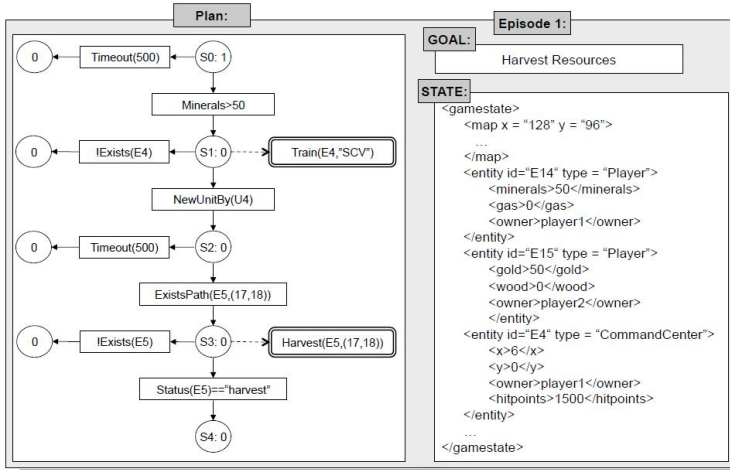 Plan:
0
Timeout(500)
S0: 1
Minerals>50
0
!Exists(E4)
S1: 0
Train(E4,"SCV")
NewUnitBy(U4)
0
Timeout(500)
S2: 0
ExistsPath(E5,(17,18))
0
!Exists(E5)
S3: 0
Harvest(E5,(17,18))
Status(E5)=="harvest"
S4: 0
Episode 1:
GOAL:
Harvest Resources
STATE:
<gamestate>
<map x = "128" y = "96">
...
</map>
<entity id="E14" type = "Player">
<minerals>50</minerals>
<gas>0</gas>
<owner>player1</owner>
</entity>
<entity id="E15" type = "Player">
<gold>50</gold>
<wood>0</wood>
<owner>player2</owner>
</entity>
<entity id="E4" type = "CommandCenter">
<x>6</x>
<y>0</y>
<owner>player1</owner>
<hitpoints>1500</hitpoints>
</entity>
...
</gamestate>